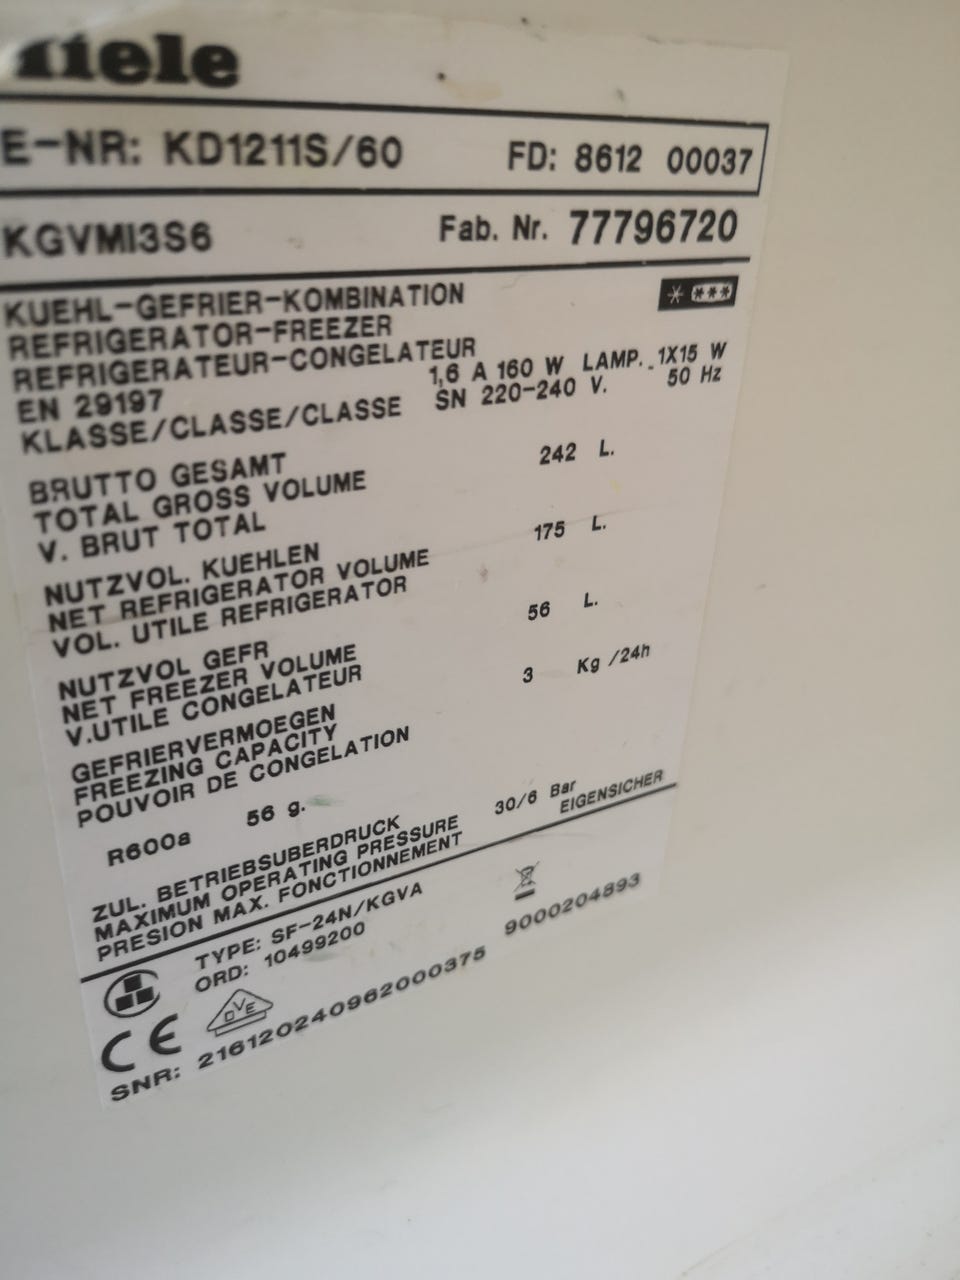 Miele
E-NR: KD1211S/60 FD: 8612 00037
KGVMI3S6 Fab. Nr. 77796720
KUEHL-GEFRIER-KOMBINATION
REFRIGERATOR-FREEZER
REFRIGERATEUR-CONGELATEUR
EN 29197 1,6 A 160 W LAMP. 1X15 W
KLASSE/CLASSE/CLASSE SN 220-240 V. 50 Hz
BRUTTO GESAMT
TOTAL GROSS VOLUME 242 L.
V. BRUT TOTAL
NUTZVOL. KUEHLEN
NET REFRIGERATOR VOLUME 175 L.
VOL. UTILE REFRIGERATOR
NUTZVOL GEFR
NET FREEZER VOLUME 56 L.
V.UTILE CONGELATEUR
GEFRIERVERMOEGEN
FREEZING CAPACITY 3 Kg /24h
POUVOIR DE CONGELATION
R600a 56 g.
ZUL. BETRIEBSUBERDRUCK
MAXIMUM OPERATING PRESSURE 30/6 Bar
PRESION MAX. FONCTIONNEMENT EIGENSICHER
TYPE: SF-24N/KGVA
ORD: 10499200
CE OVE
SNR: 216120240962000375 9000204893